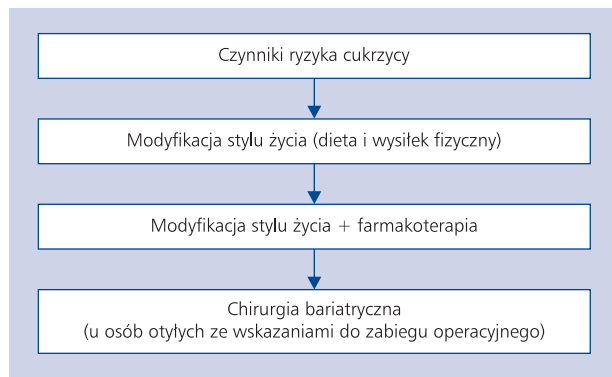 Czynniki ryzyka cukrzycy
Modyfikacja stylu życia (dieta i wysiłek fizyczny)
Modyfikacja stylu życia + farmakoterapia
Chirurgia bariatryczna
(u osób otyłych ze wskazaniami do zabiegu operacyjnego)